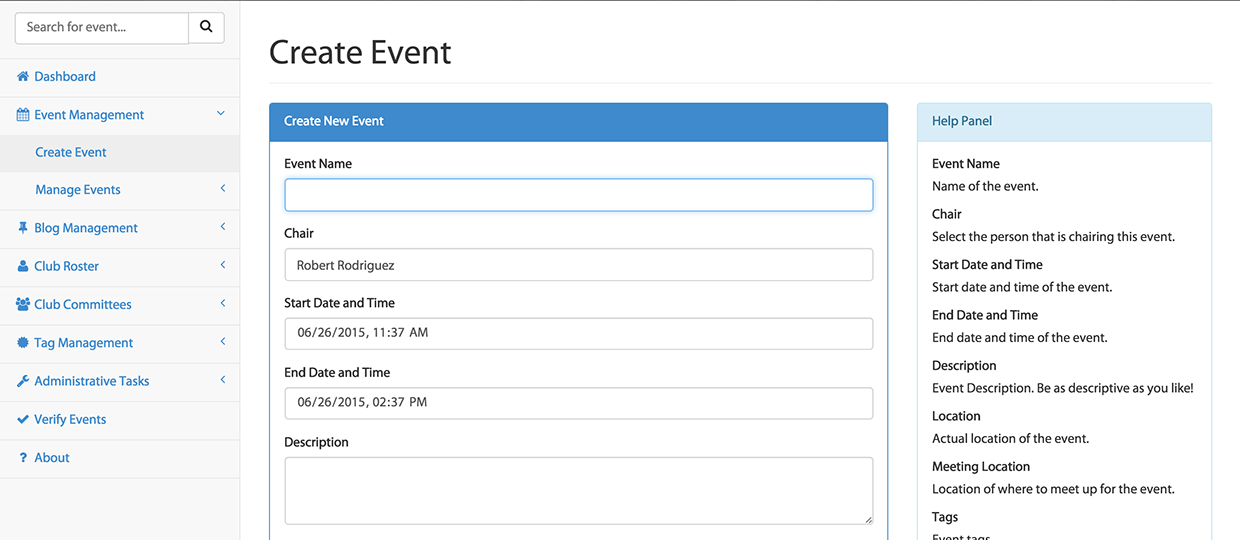 Search for event...
Dashboard
Event Management
Create Event
Manage Events
Blog Management
Club Roster
Club Committees
Tag Management
Administrative Tasks
Verify Events
? About
Create Event
Create New Event
Event Name
Chair
Robert Rodriguez
Start Date and Time
06/26/2015, 11:37 AM
End Date and Time
06/26/2015, 02:37 PM
Description
Help Panel
Event Name
Name of the event.
Chair
Select the person that is chairing this event.
Start Date and Time
Start date and time of the event.
End Date and Time
End date and time of the event.
Description
Event Description. Be as descriptive as you like!
Location
Actual location of the event.
Meeting Location
Location of where to meet up for the event.
Tags
Event tags